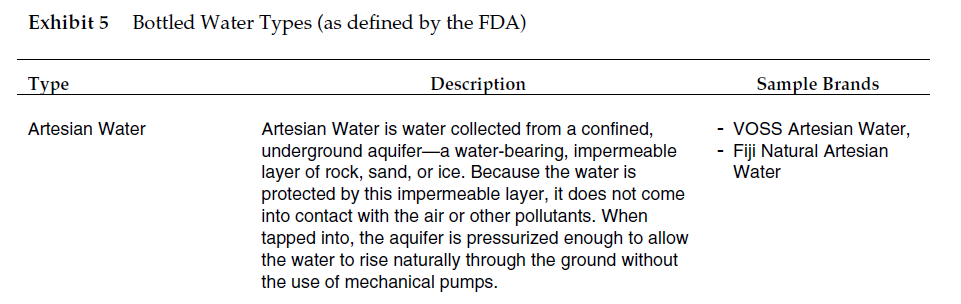 Exhibit 5 Bottled Water Types (as defined by the FDA)
Type Description Sample Brands
Artesian Water Artesian Water is water collected from a confined, - VOSS Artesian Water,
underground aquifer—a water-bearing, impermeable - Fiji Natural Artesian
layer of rock, sand, or ice. Because the water is Water
protected by this impermeable layer, it does not come
into contact with the air or other pollutants. When
tapped into, the aquifer is pressurized enough to allow
the water to rise naturally through the ground without
the use of mechanical pumps.